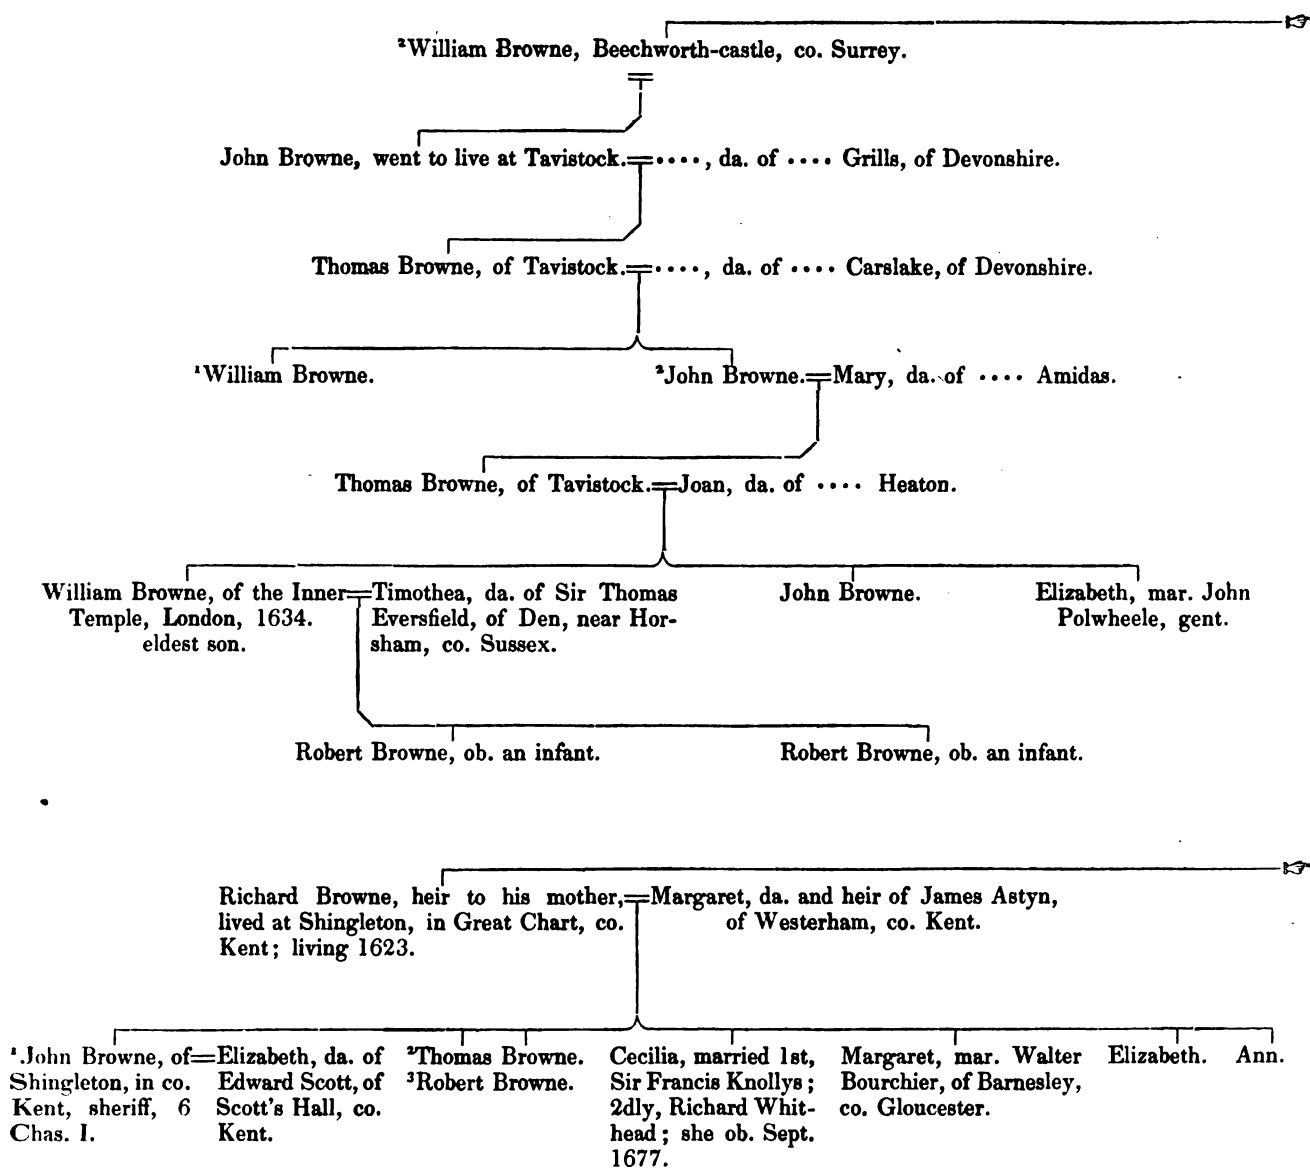 ²William Browne, Beechworth-castle, co. Surrey.
John Browne, went to live at Tavistock.=····, da. of ···· Grills, of Devonshire.
Thomas Browne, of Tavistock.=····, da. of ···· Carslake, of Devonshire.
¹William Browne.
²John Browne.=Mary, da. of ···· Amidas.
Thomas Browne, of Tavistock.=Joan, da. of ···· Heaton.
William Browne, of the Inner=
Temple, London, 1634.
eldest son.
Timothea, da. of Sir Thomas
Eversfield, of Den, near Hor-
sham, co. Sussex.
John Browne.
Elizabeth, mar. John
Polwheele, gent.
Robert Browne, ob. an infant.
Robert Browne, ob. an infant.
Richard Browne, heir to his mother,=
lived at Shingleton, in Great Chart, co.
Kent; living 1623.
Margaret, da. and heir of James Astyn,
of Westerham, co. Kent.
¹John Browne, of=
Shingleton, in co.
Kent, sheriff, 6
Chas. I.
Elizabeth, da. of
Edward Scott, of
Scott's Hall, co.
Kent.
²Thomas Browne.
³Robert Browne.
Cecilia, married 1st,
Sir Francis Knollys;
2dly, Richard Whit-
head; she ob. Sept.
1677.
Margaret, mar. Walter
Bourchier, of Barnesley,
co. Gloucester.
Elizabeth.
Ann.